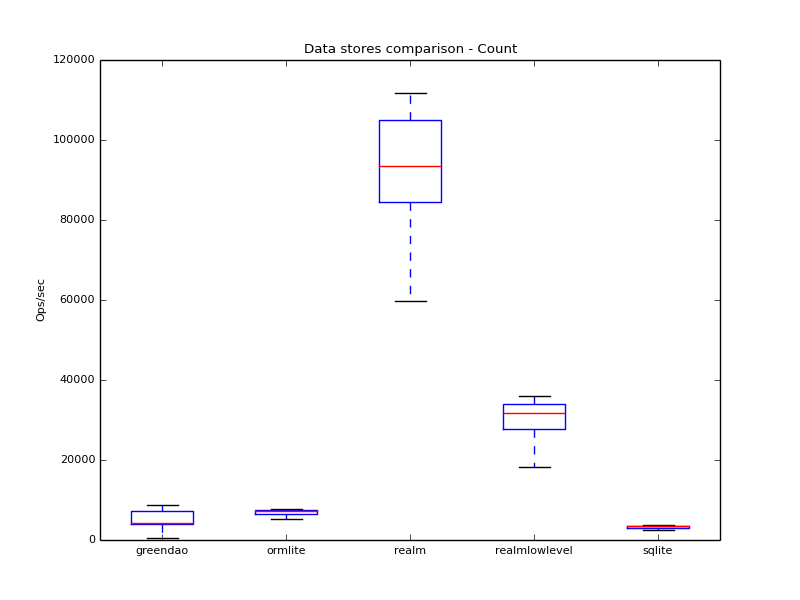 Data stores comparison - Count
120000
100000
80000
60000
40000
20000
0
Ops/sec
greendao ormlite realm realmlowlevel sqlite